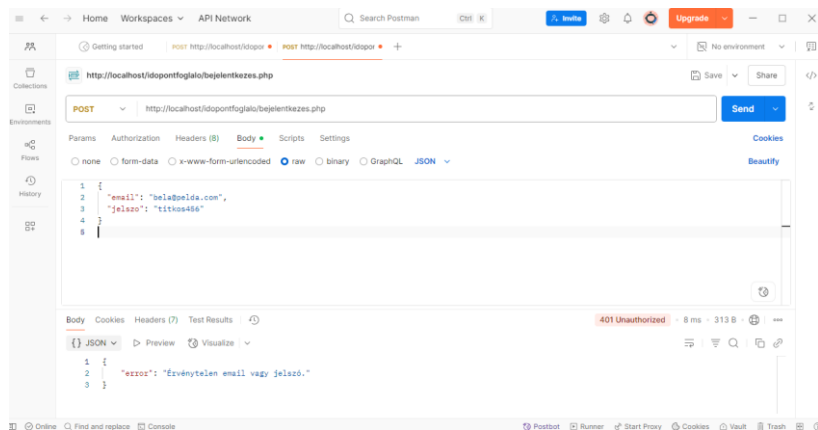 Home Workspaces API Network Search Postman Ctrl K Invite Upgrade
Getting started POST http://localhost/idopor POST http://localhost/idopor No environment
Collections
Environments
Flows
History
http://localhost/idopontfoglalo/bejelentkezes.php Save Share
POST http://localhost/idopontfoglalo/bejelentkezes.php Send
Params Authorization Headers (8) Body Scripts Settings Cookies
none form-data x-www-form-urlencoded raw binary GraphQL JSON Beautify
1 {
2 "email": "bela@pelda.com",
3 "jelszo": "titkos456"
4 }
5
Body Cookies Headers (7) Test Results 401 Unauthorized 8 ms 313 B
{} JSON Preview Visualize
1 {
2 "error": "Érvénytelen email vagy jelszó."
3 }
Online Find and replace Console Postbot Runner Start Proxy Cookies Vault Trash